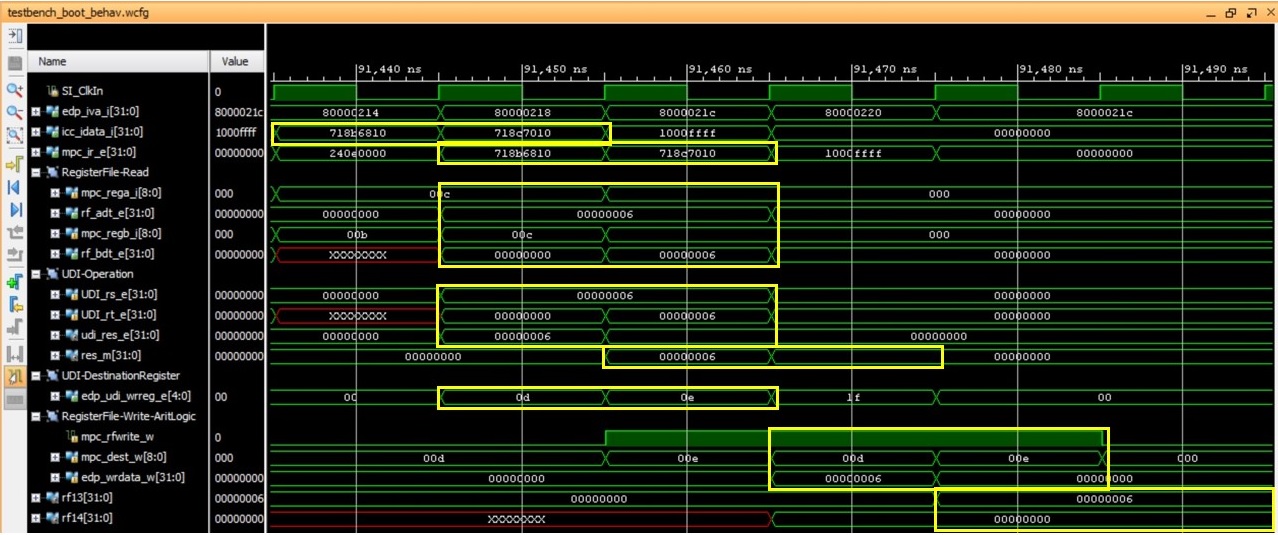 testbench_boot_behav.wcfg
Name Value 91,440 ns 91,450 ns 91,460 ns 91,470 ns 91,480 ns 91,490 ns
SI_ClkIn 0
edp_iva_i[31:0] 8000021c 80000214 80000218 8000021c 80000220 8000021c
icc_idata_i[31:0] 1000ffff 718b6810 718c7010 1000ffff 00000000
mpc_ir_e[31:0] 00000000 240e0000 718b6810 718c7010 1000ffff 00000000
RegisterFile-Read
mpc_rega_i[8:0] 000 00c 000
rf_adt_e[31:0] 00000000 00000000 00000006 00000000
mpc_regb_i[8:0] 000 00b 00c 000
rf_bdt_e[31:0] 00000000 XXXXXXXX 00000000 00000006 00000000
UDI-Operation
UDI_rs_e[31:0] 00000000 00000000 00000006 00000000
UDI_rt_e[31:0] 00000000 XXXXXXXX 00000000 00000006 00000000
udi_res_e[31:0] 00000000 00000000 00000006 00000000
res_m[31:0] 00000000 00000000 00000006 00000000
UDI-DestinationRegister
edp_udi_wrreg_e[4:0] 00 00 0d 0e 1f 00
RegisterFile-Write-AritLogic
mpc_rfwrite_w 0
mpc_dest_w[8:0] 000 00d 00e 00d 00e 000
edp_wrdata_w[31:0] 00000000 00000000 00000006 00000000
rf13[31:0] 00000006 00000000 00000006
rf14[31:0] 00000000 XXXXXXXX 00000000